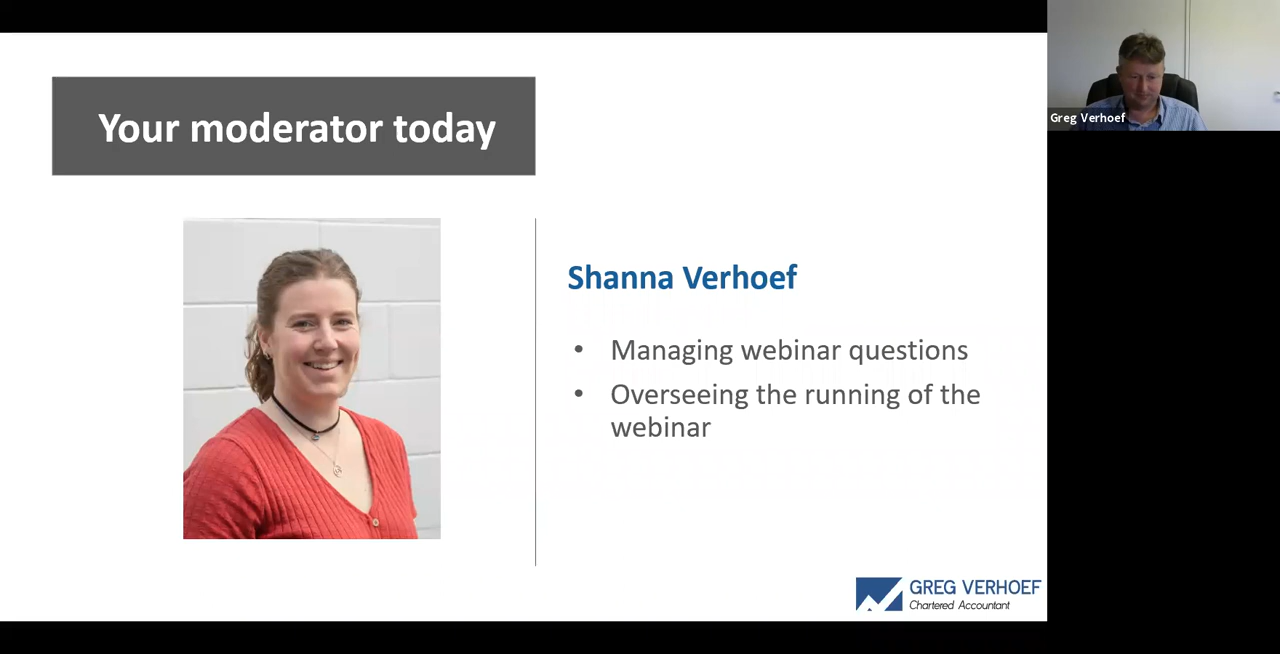 Your moderator today
Greg Verhoef
Shanna Verhoef
• Managing webinar questions
• Overseeing the running of the
webinar
GREG VERHOEF
Chartered Accountant